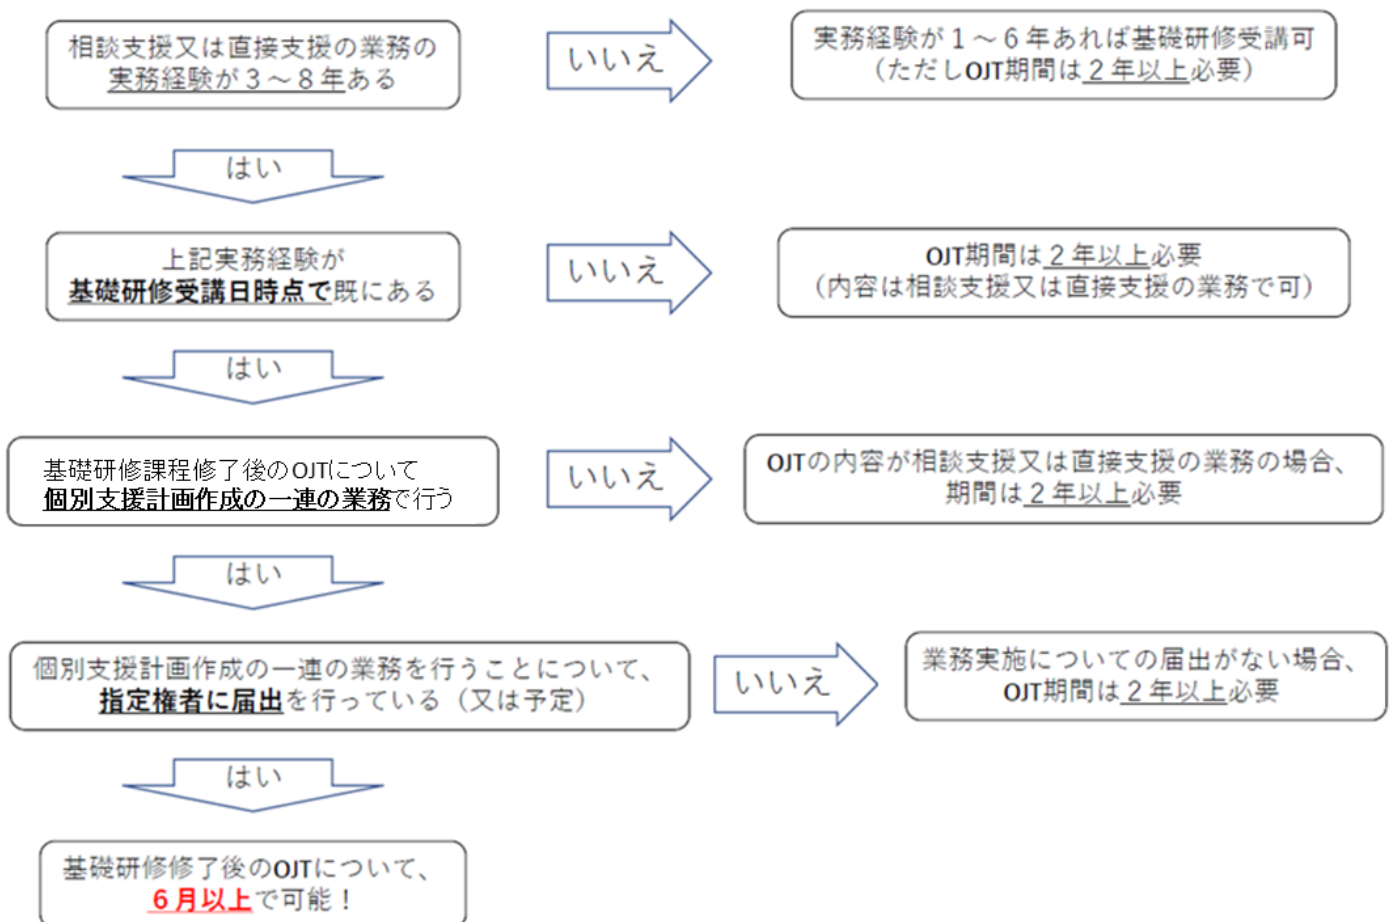 相談支援又は直接支援の業務の
実務経験が３～８年ある
いいえ
実務経験が１～６年あれば基礎研修受講可
（ただしOJT期間は２年以上必要）
はい
上記実務経験が
基礎研修受講日時点で既にある
いいえ
OJT期間は２年以上必要
（内容は相談支援又は直接支援の業務で可）
はい
基礎研修課程修了後のOJTについて
個別支援計画作成の一連の業務で行う
いいえ
OJTの内容が相談支援又は直接支援の業務の場合、
期間は２年以上必要
はい
個別支援計画作成の一連の業務を行うことについて、
指定権者に届出を行っている（又は予定）
いいえ
業務実施についての届出がない場合、
OJT期間は２年以上必要
はい
基礎研修修了後のOJTについて、
６月以上で可能！